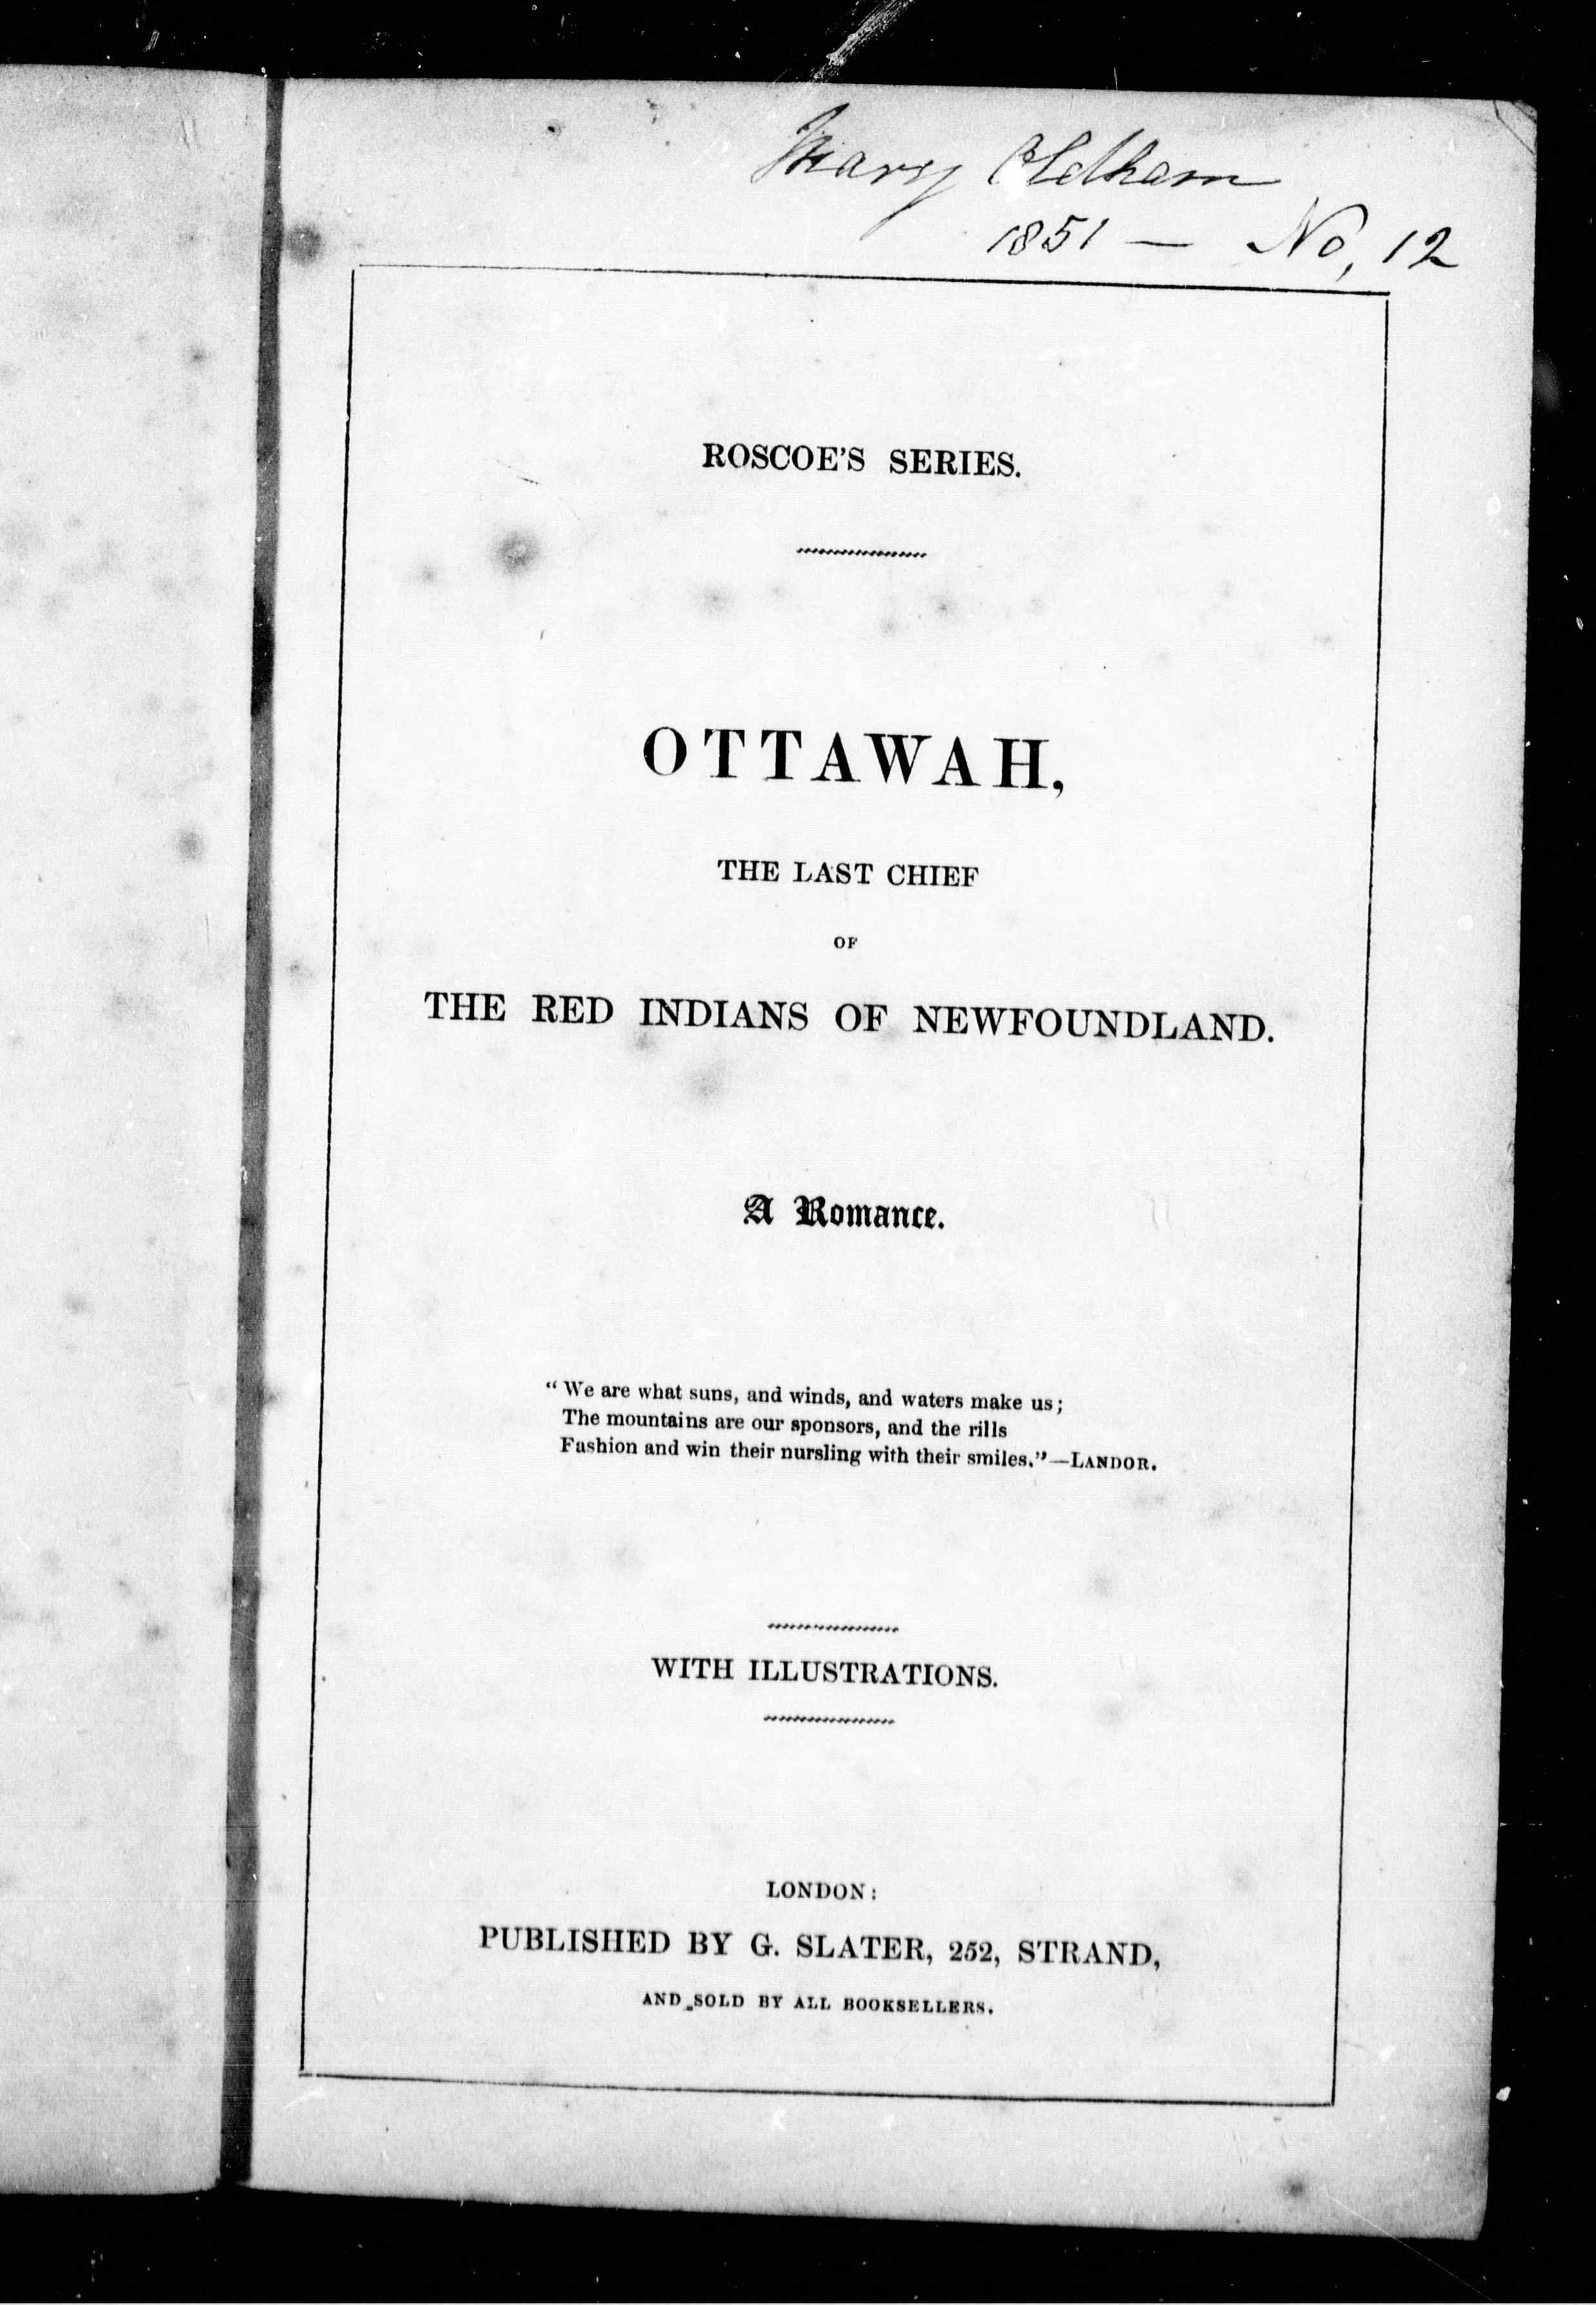 Mary Oldham
1851 — No, 12
ROSCOE'S SERIES.
OTTAWAH,
THE LAST CHIEF
OF
THE RED INDIANS OF NEWFOUNDLAND.
A Romance.
“We are what suns, and winds, and waters make us;
The mountains are our sponsors, and the rills
Fashion and win their nursling with their smiles.”—LANDOR.
WITH ILLUSTRATIONS.
LONDON:
PUBLISHED BY G. SLATER, 252, STRAND,
AND SOLD BY ALL BOOKSELLERS.